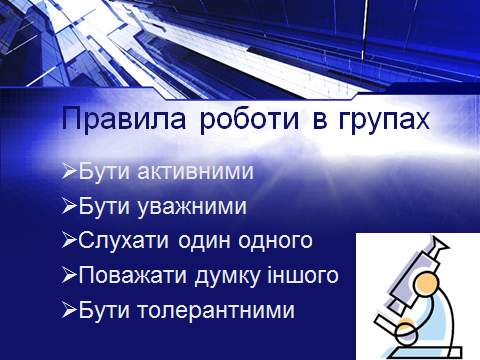 Правила роботи в групах
➢Бути активними
➢Бути уважними
➢Слухати один одного
➢Поважати думку іншого
➢Бути толерантними